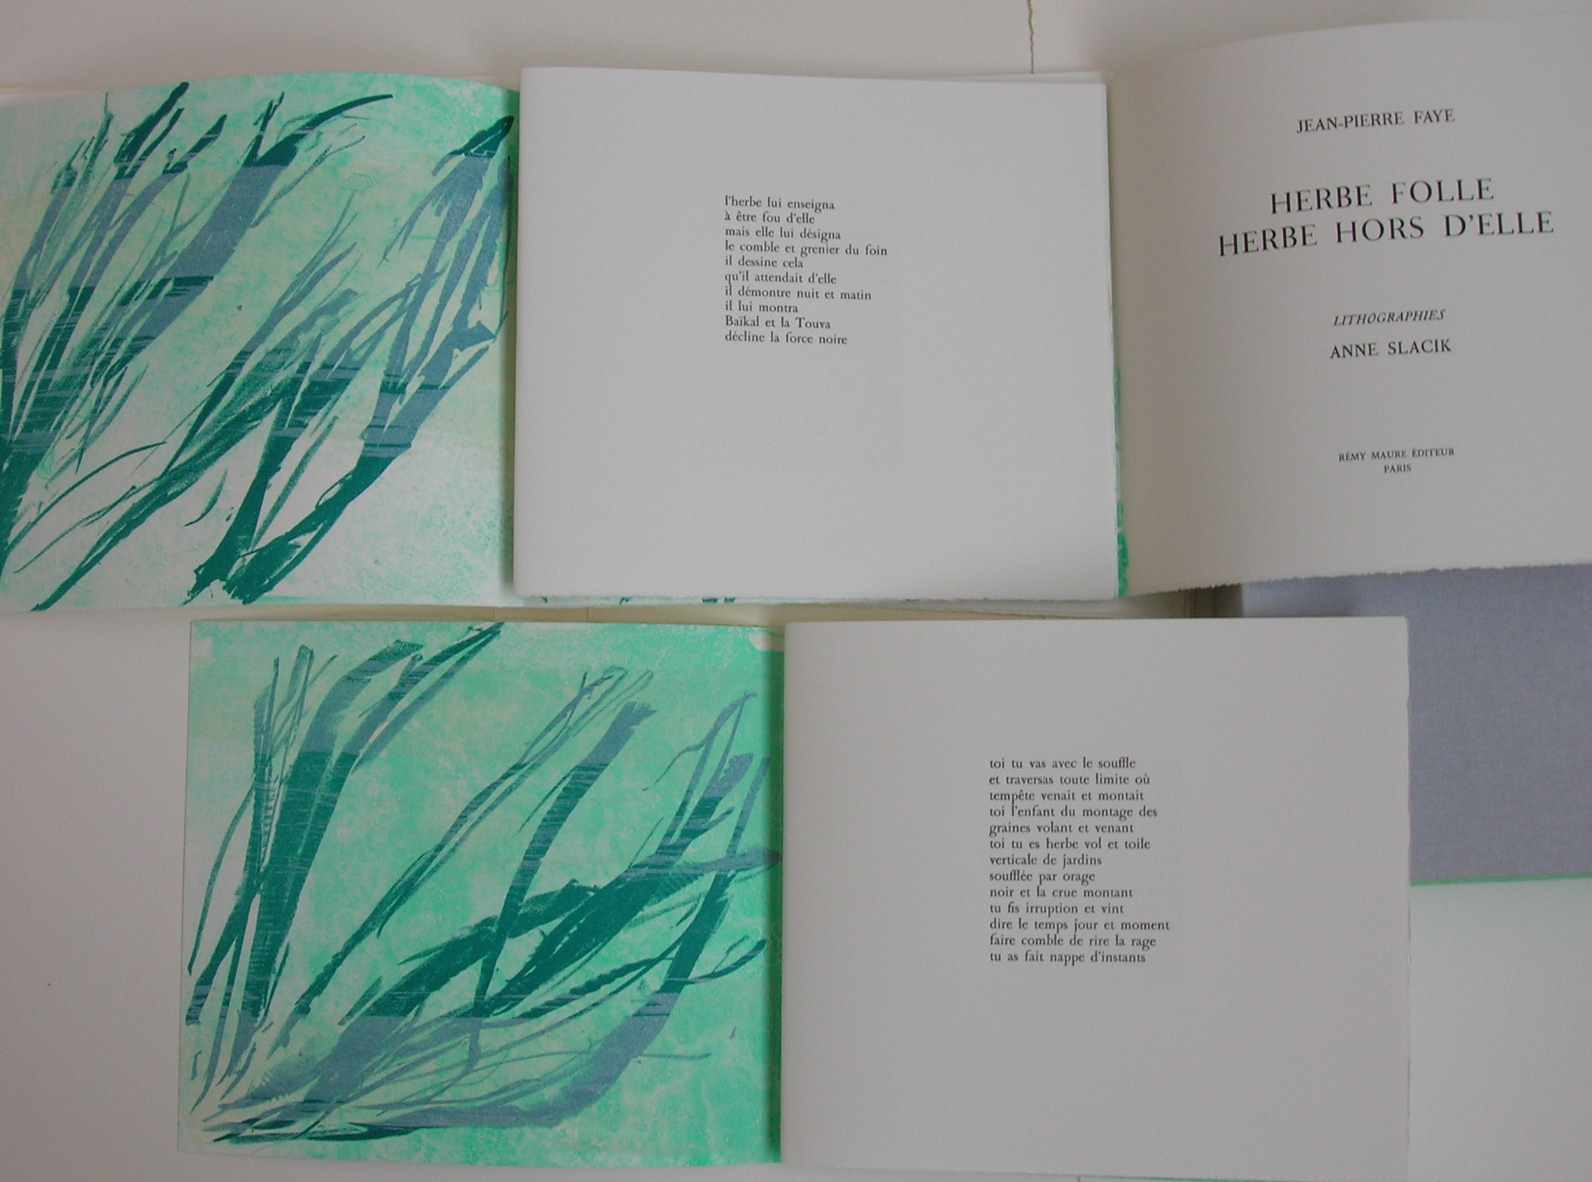 l'herbe lui enseigna
à être fou d'elle
mais elle lui désigna
le comble et grenier du foin
il dessine cela
qu'il attendait d'elle
il démontre nuit et matin
il lui montra
Baïkal et la Touva
décline la force noire
JEAN-PIERRE FAYE
HERBE FOLLE
HERBE HORS D'ELLE
LITHOGRAPHIES
ANNE SLACIK
RÉMY MAURE ÉDITEUR
PARIS
toi tu vas avec le souffle
et traversas toute limite où
tempête venait et montait
toi l'enfant du montage des
graines volant et venant
toi tu es herbe vol et toile
verticale de jardins
soufflée par orage
noir et la crue montant
tu fis irruption et vint
dire le temps jour et moment
faire comble de rire la rage
tu as fait nappe d'instants